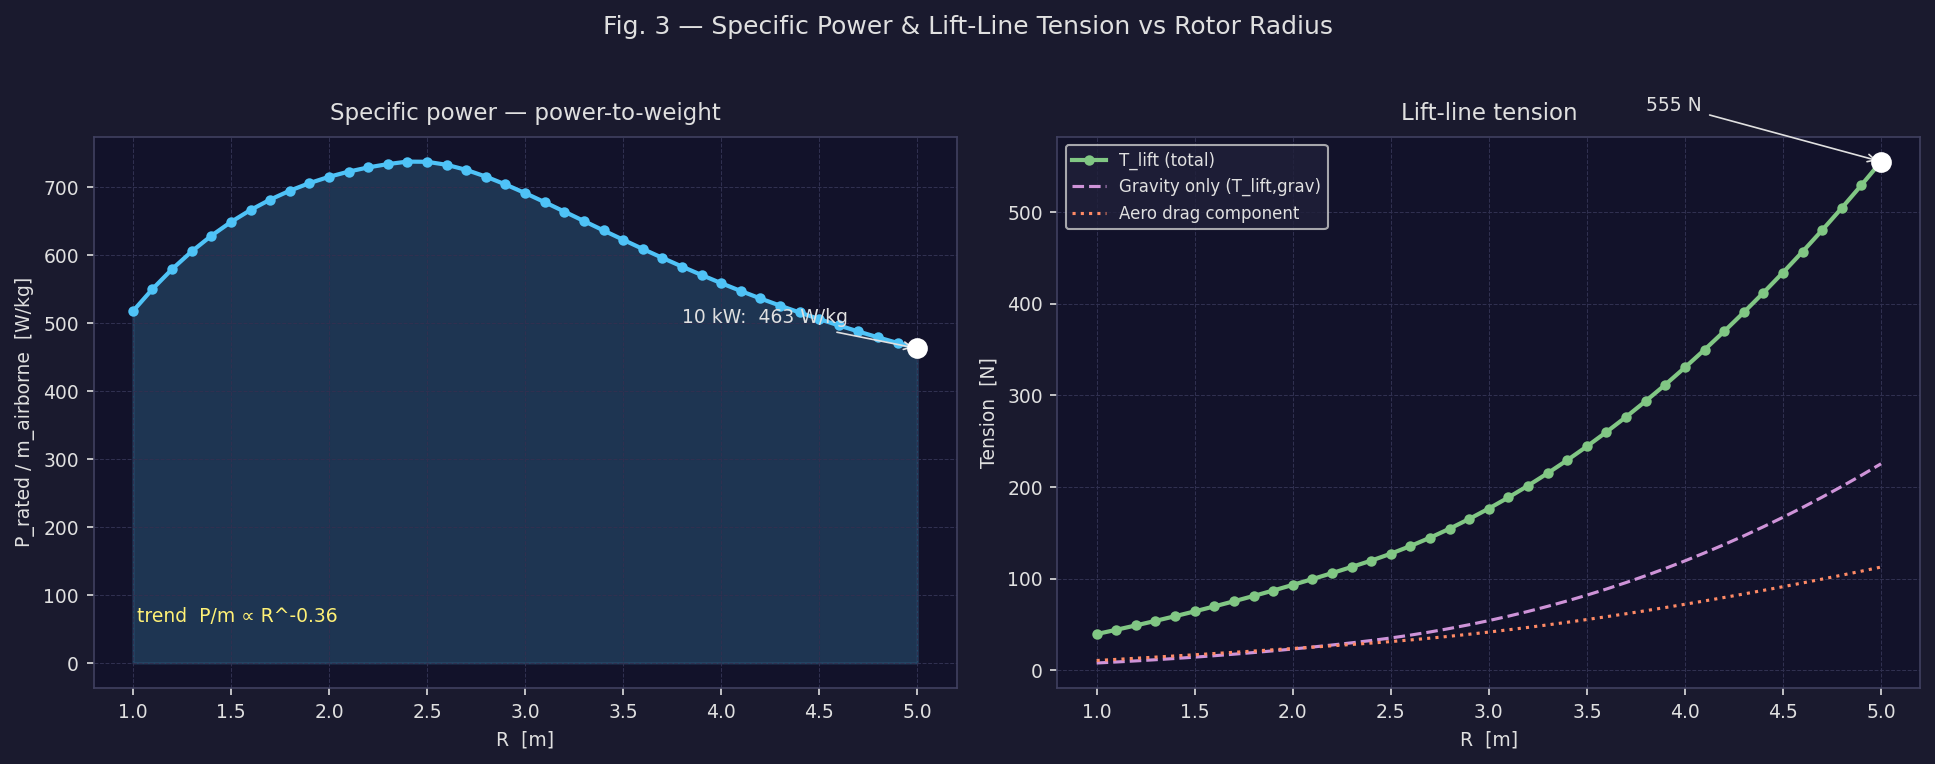 Fig. 3 — Specific Power & Lift-Line Tension vs Rotor Radius
Specific power — power-to-weight
P_rated / m_airborne [W/kg]
700
600
500
400
300
200
100
0
10 kW: 463 W/kg
trend P/m ∝ R^-0.36
1.0 1.5 2.0 2.5 3.0 3.5 4.0 4.5 5.0
R [m]
Lift-line tension
555 N
T_lift (total)
Gravity only (T_lift,grav)
Aero drag component
Tension [N]
500
400
300
200
100
0
1.0 1.5 2.0 2.5 3.0 3.5 4.0 4.5 5.0
R [m]